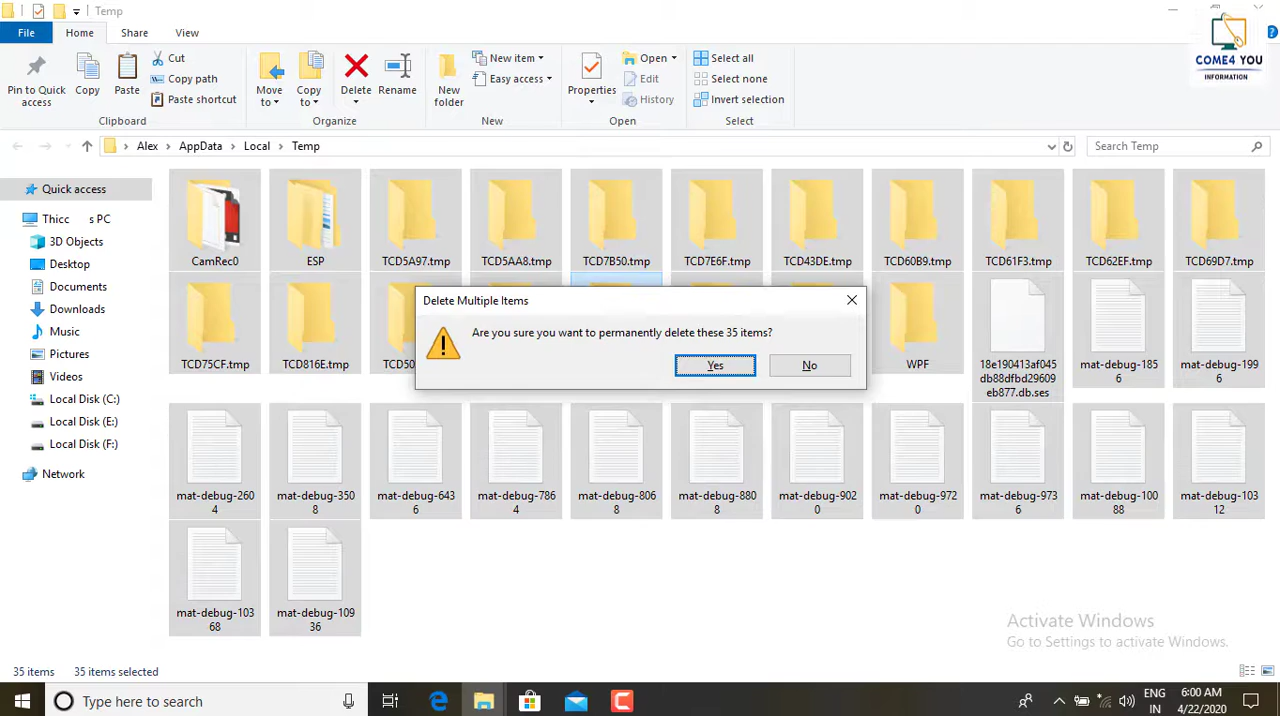 Temp
File Home Share View
Pin to Quick access
Copy
Paste
Cut
Copy path
Paste shortcut
Clipboard
Move to
Copy to
Delete
Rename
Organize
New folder
New item
Easy access
New
Properties
Open
Edit
History
Open
Select all
Select none
Invert selection
Select
COME4 YOU
INFORMATION
Alex AppData Local Temp
Search Temp
Quick access
Thicc s PC
3D Objects
Desktop
Documents
Downloads
Music
Pictures
Videos
Local Disk (C:)
Local Disk (E:)
Local Disk (F:)
Network
CamRec0 ESP TCD5A97.tmp TCD5AA8.tmp TCD7B50.tmp TCD7E6F.tmp TCD43DE.tmp TCD60B9.tmp TCD61F3.tmp TCD62EF.tmp TCD69D7.tmp
TCD75CF.tmp TCD816E.tmp TCD50 WPF
18e190413af045
db88dfbd29609
eb877.db.ses
mat-debug-185
6
mat-debug-199
6
Delete Multiple Items
Are you sure you want to permanently delete these 35 items?
Yes No
mat-debug-260
4
mat-debug-350
8
mat-debug-643
6
mat-debug-786
4
mat-debug-806
8
mat-debug-880
8
mat-debug-902
0
mat-debug-972
0
mat-debug-973
6
mat-debug-100
88
mat-debug-103
12
mat-debug-103
68
mat-debug-109
36
Activate Windows
Go to Settings to activate Windows.
35 items 35 items selected
Type here to search
ENG
IN
6:00 AM
4/22/2020